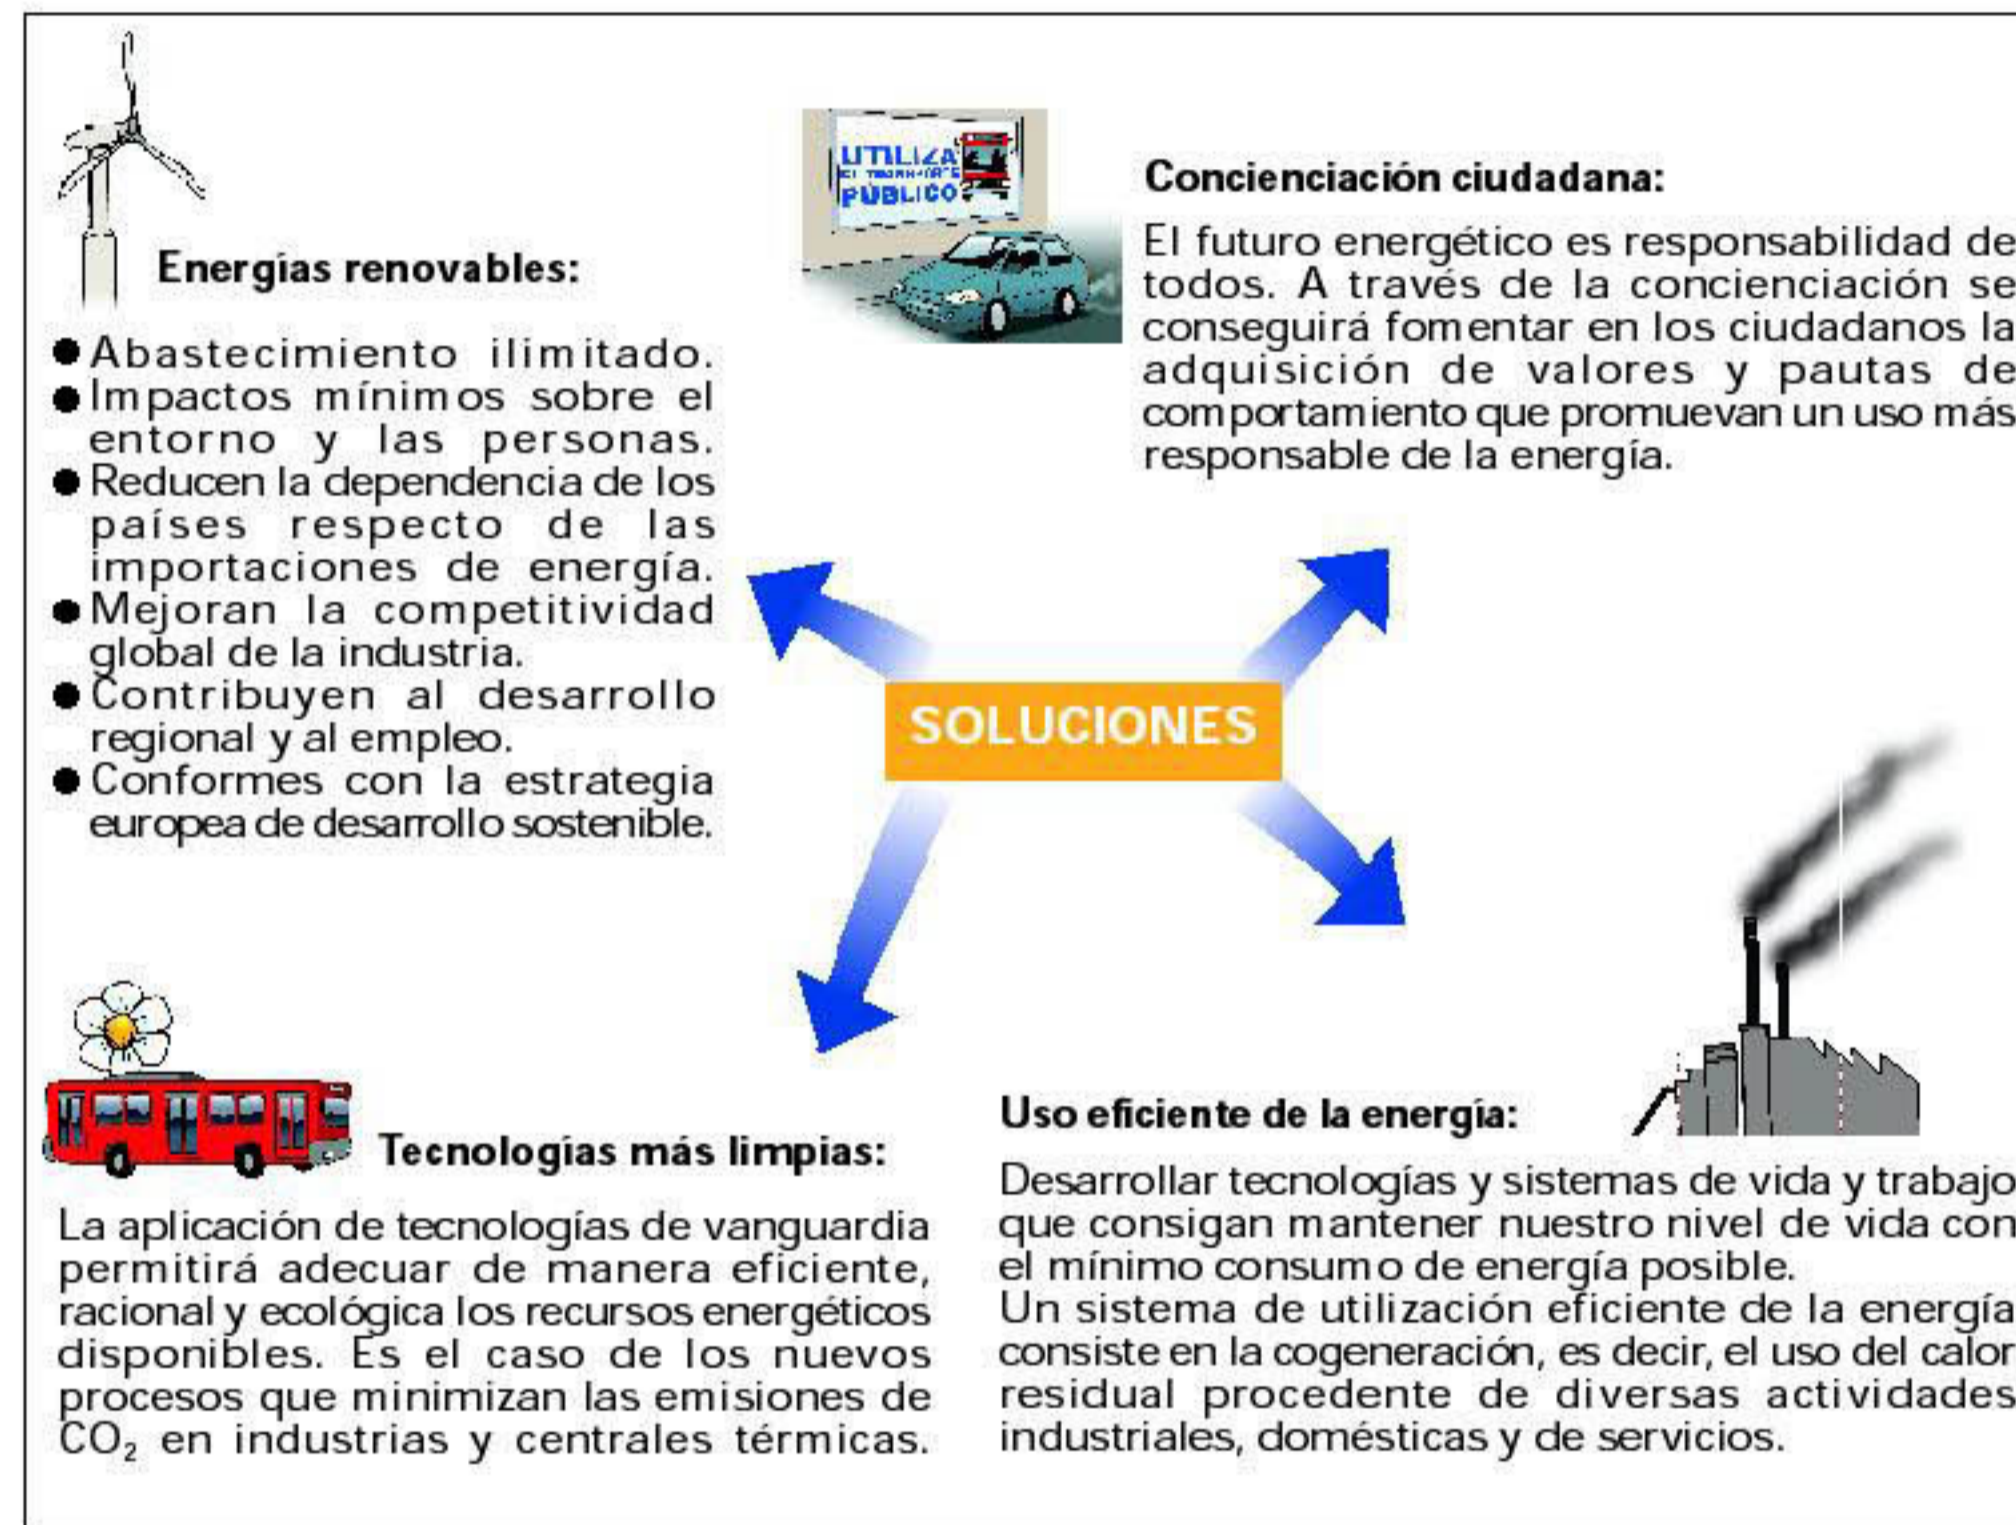 Energías renovables:
● Abastecimiento ilimitado.
● Impactos mínimos sobre el
entorno y las personas.
● Reducen la dependencia de los
países respecto de las
importaciones de energía.
● Mejoran la competitividad
global de la industria.
● Contribuyen al desarrollo
regional y al empleo.
● Conformes con la estrategia
europea de desarrollo sostenible.
UTILIZA
EL TRANSPORTE
PÚBLICO
Concienciación ciudadana:
El futuro energético es responsabilidad de
todos. A través de la concienciación se
conseguirá fomentar en los ciudadanos la
adquisición de valores y pautas de
comportamiento que promuevan un uso más
responsable de la energía.
SOLUCIONES
Tecnologías más limpias:
La aplicación de tecnologías de vanguardia
permitirá adecuar de manera eficiente,
racional y ecológica los recursos energéticos
disponibles. Es el caso de los nuevos
procesos que minimizan las emisiones de
CO₂ en industrias y centrales térmicas.
Uso eficiente de la energía:
Desarrollar tecnologías y sistemas de vida y trabajo
que consigan mantener nuestro nivel de vida con
el mínimo consumo de energía posible.
Un sistema de utilización eficiente de la energía
consiste en la cogeneración, es decir, el uso del calor
residual procedente de diversas actividades
industriales, domésticas y de servicios.